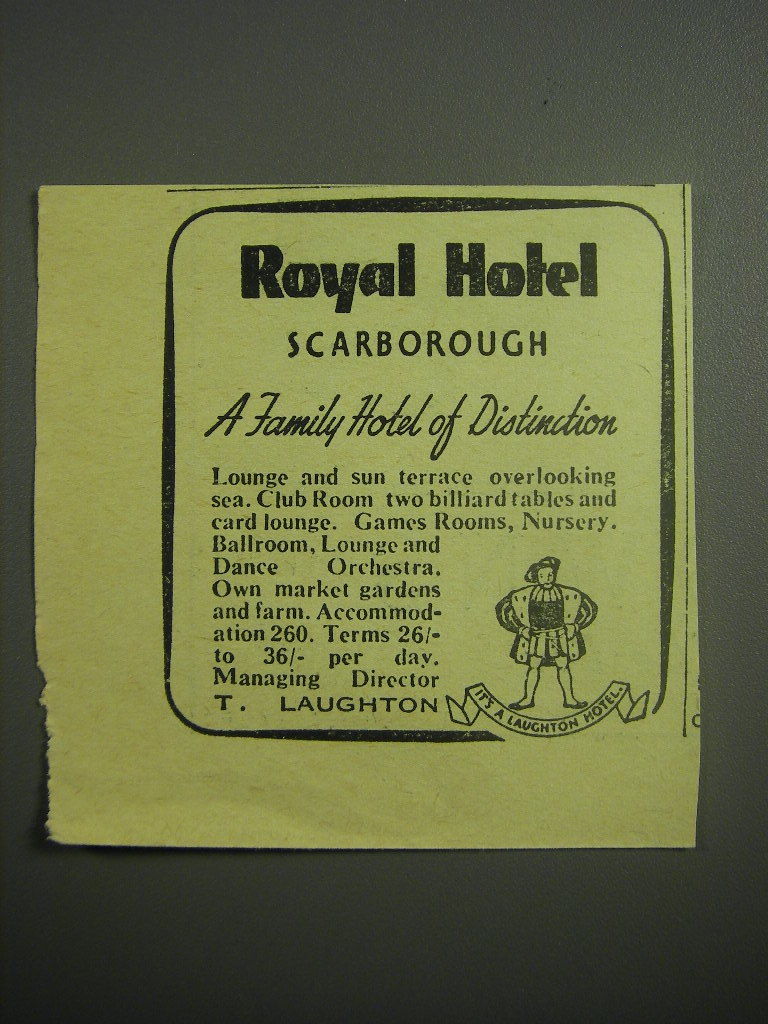 Royal Hotel
SCARBOROUGH
A Family Hotel of Distinction
Lounge and sun terrace overlooking
sea. Club Room two billiard tables and
card lounge. Games Rooms, Nursery.
Ballroom, Lounge and
Dance Orchestra.
Own market gardens
and farm. Accommod-
ation 260. Terms 26/-
to 36/- per day.
Managing Director
T. LAUGHTON
IT'S A LAUGHTON HOTEL.